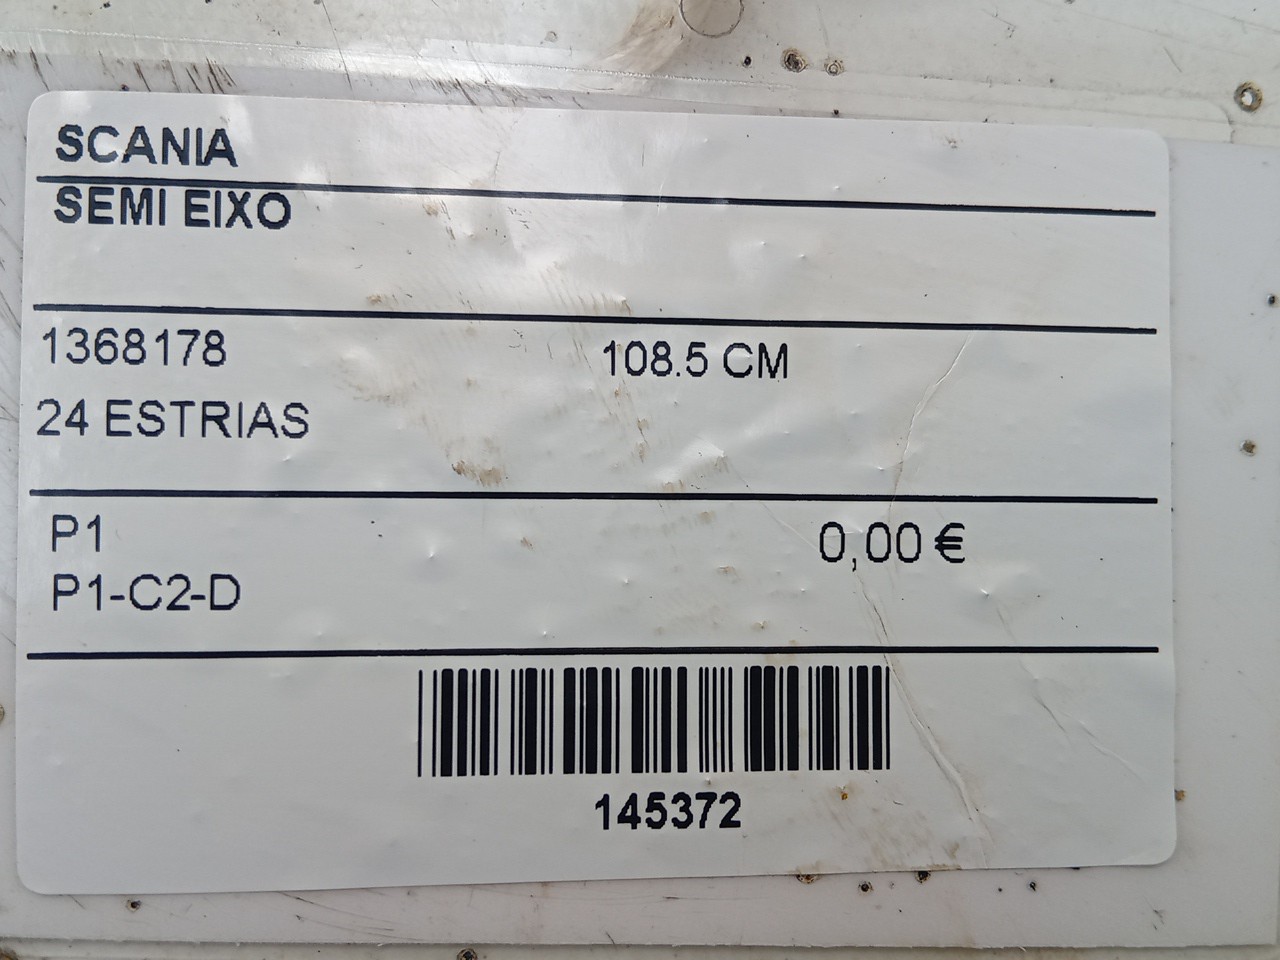 SCANIA
SEMI EIXO
1368178 108.5 CM
24 ESTRIAS
P1 0,00 €
P1-C2-D
145372